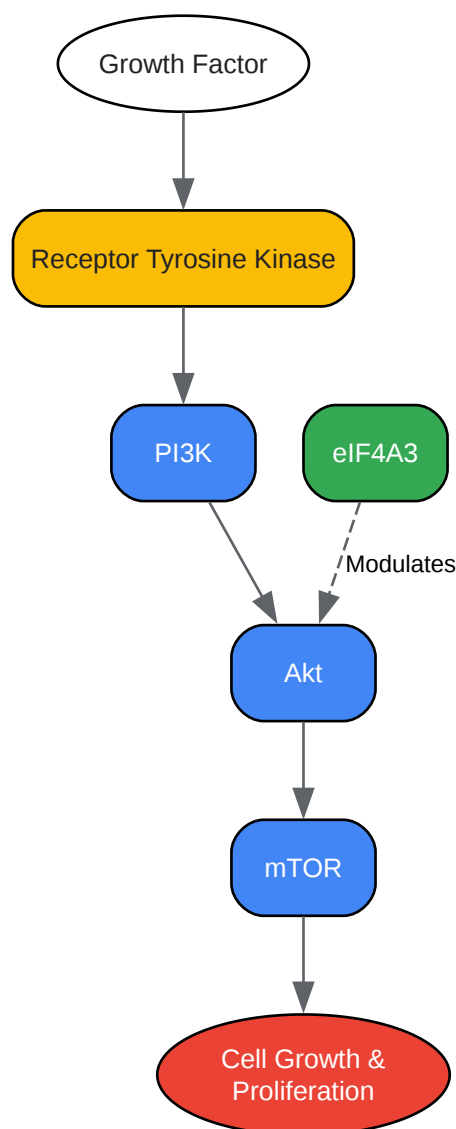 Growth Factor
Receptor Tyrosine Kinase
PI3K
eIF4A3
Modulates
Akt
mTOR
Cell Growth &
Proliferation